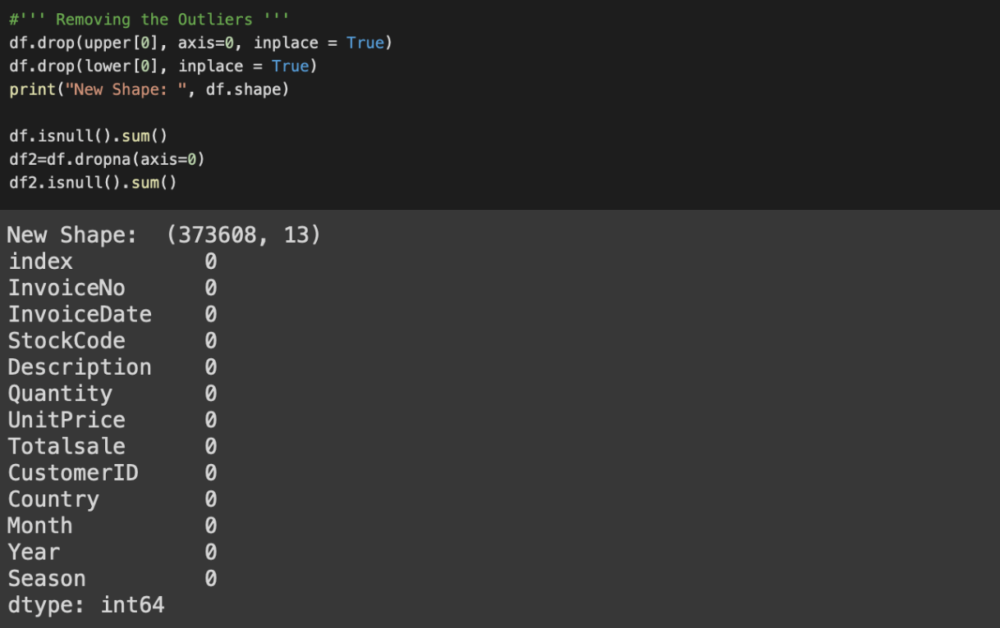 #''' Removing the Outliers '''
df.drop(upper[0], axis=0, inplace = True)
df.drop(lower[0], inplace = True)
print("New Shape: ", df.shape)
df.isnull().sum()
df2=df.dropna(axis=0)
df2.isnull().sum()
New Shape:  (373608, 13)
index 0
InvoiceNo 0
InvoiceDate 0
StockCode 0
Description 0
Quantity 0
UnitPrice 0
Totalsale 0
CustomerID 0
Country 0
Month 0
Year 0
Season 0
dtype: int64